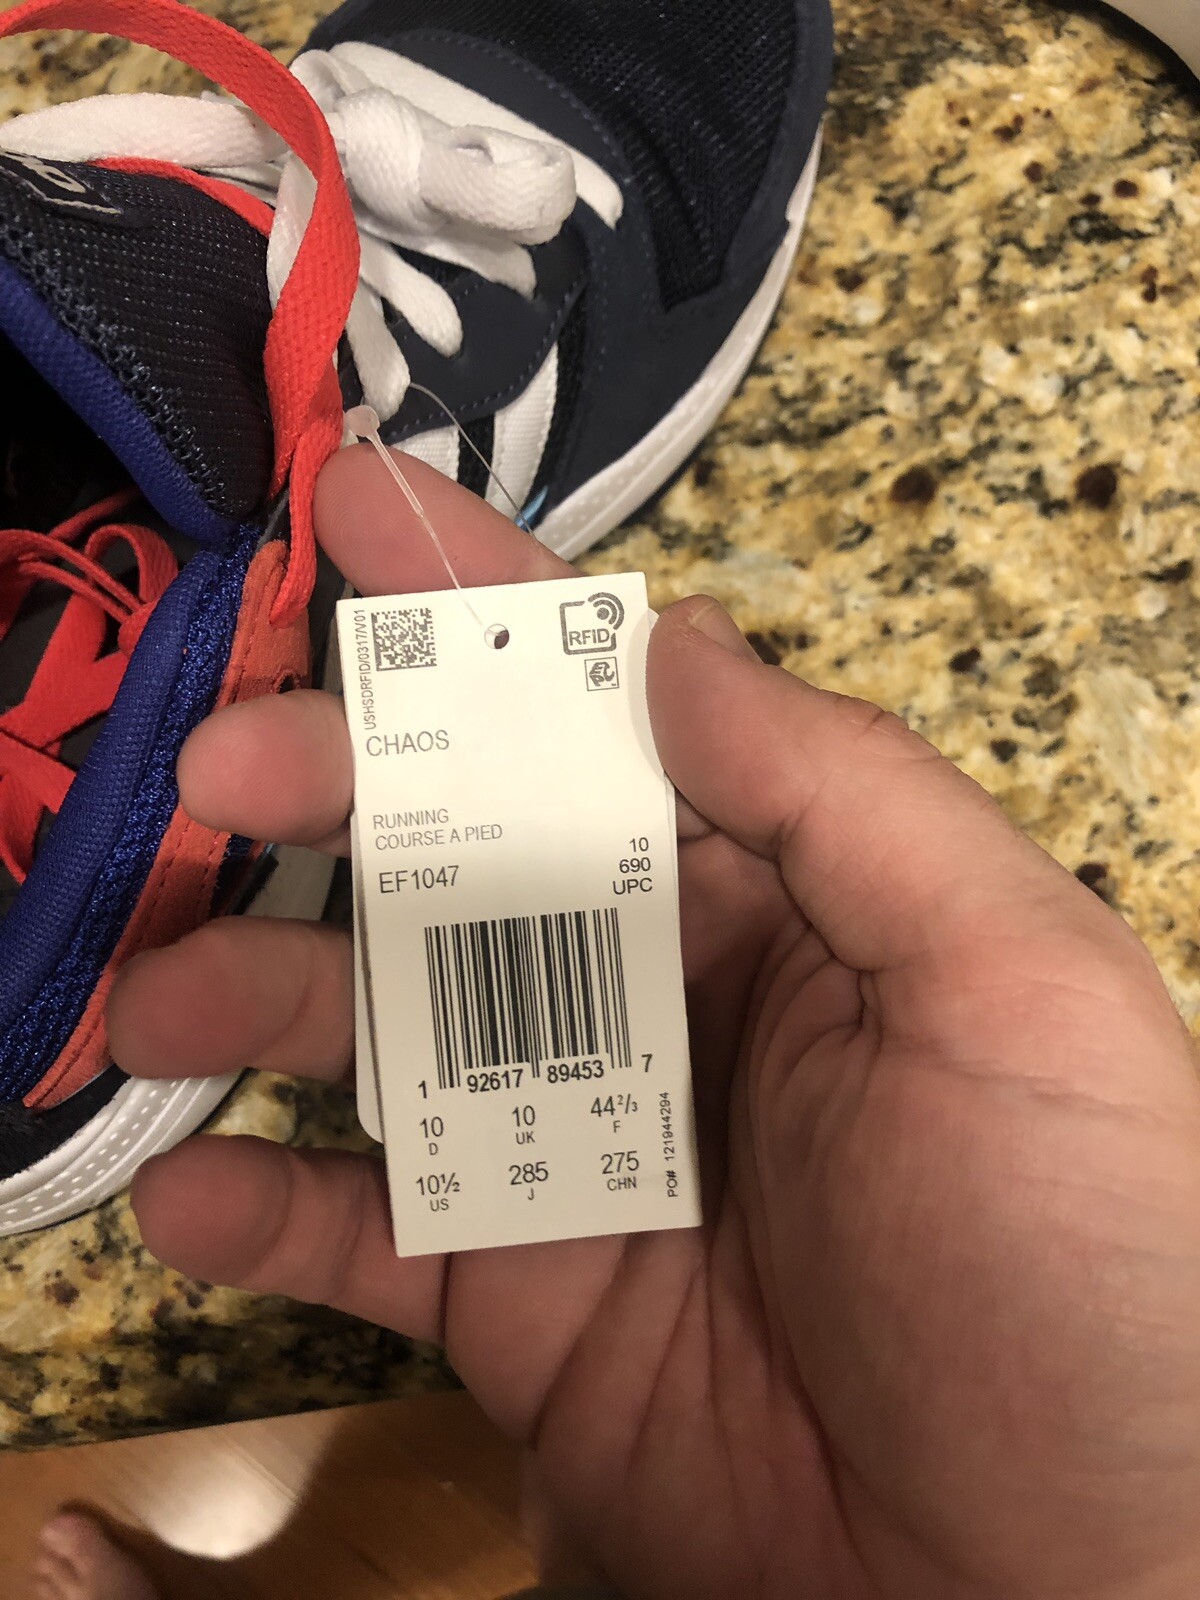 USHSDRFID/0317/V01
RFID
CHAOS
RUNNING
COURSE A PIED
EF1047
10
690
UPC
1 92617 89453 7
10 10 44 2/3
D UK F
10½ 285 275
US J CHN
PO# 121944294